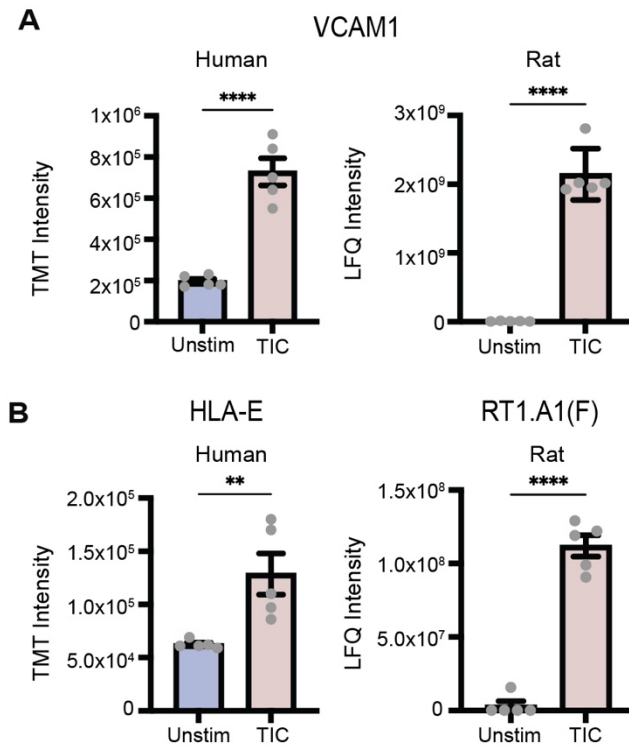 A
VCAM1
Human
Rat
****
****
TMT Intensity
1x10⁶
8x10⁵
6x10⁵
4x10⁵
2x10⁵
0
Unstim
TIC
LFQ Intensity
3x10⁹
2x10⁹
1x10⁹
0
Unstim
TIC
B
HLA-E
RT1.A1(F)
Human
Rat
**
****
TMT Intensity
2.0x10⁵
1.5x10⁵
1.0x10⁵
5.0x10⁴
0
Unstim
TIC
LFQ Intensity
1.5x10⁸
1.0x10⁸
5.0x10⁷
0
Unstim
TIC